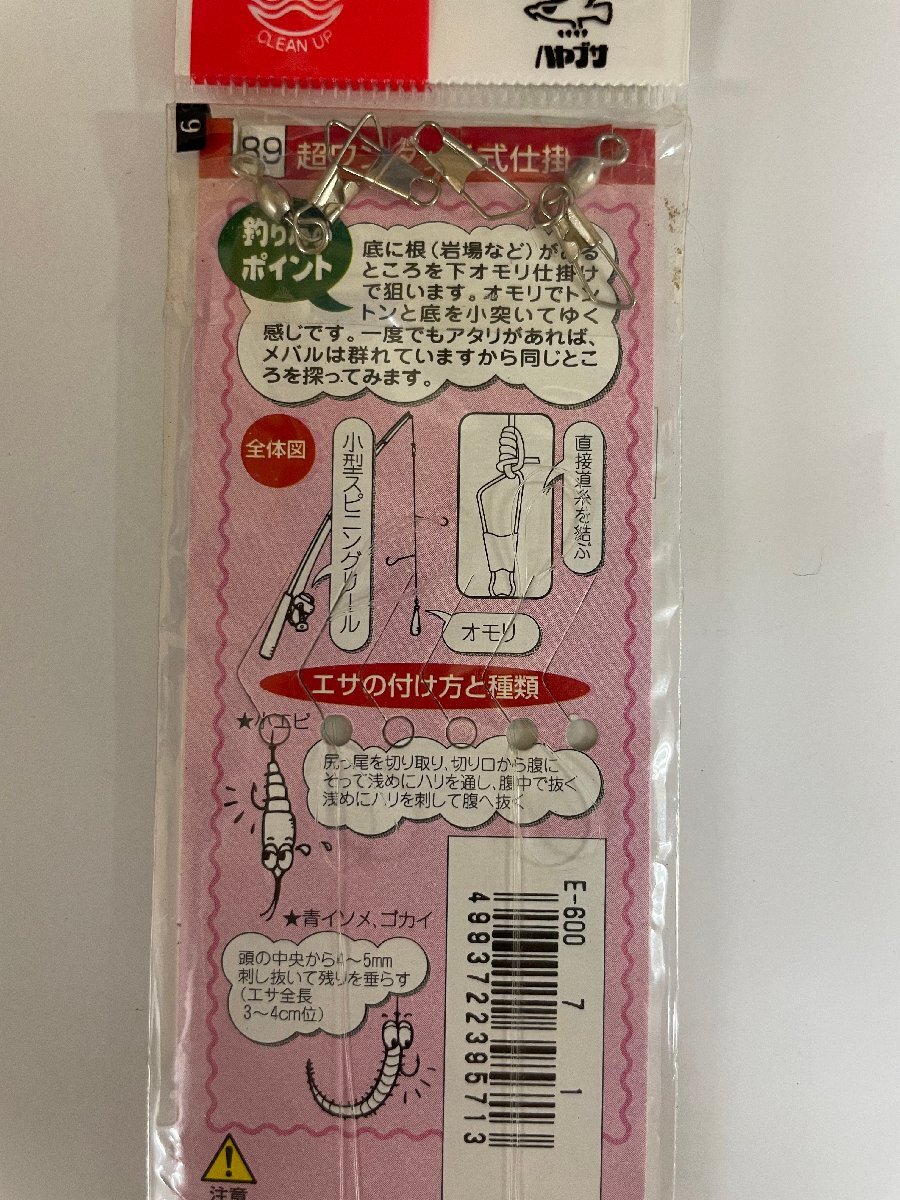 CLEAN UP
ハヤブサ
9
89
超ワン 式仕掛
釣りの
ポイント
底に根(岩場など)がある
ところを下オモリ仕掛け
で狙います。オモリでトン
トンと底を小突いてゆく
感じです。一度でもアタリがあれば、
メバルは群れていますから同じとこ
ろを探ってみます。
全体図
小型スピニングリール
直接道糸を結ぶ
オモリ
エサの付け方と種類
★小エビ
尻っ尾を切り取り、切り口から腹に
そって浅めにハリを通し、腹中で抜く
浅めにハリを刺して腹へ抜く
★青イソメ、ゴカイ
頭の中央から4〜5mm
刺し抜いて残りを垂らす
(エサ全長
3〜4cm位)
E-600 7 1
4993722395713
注意